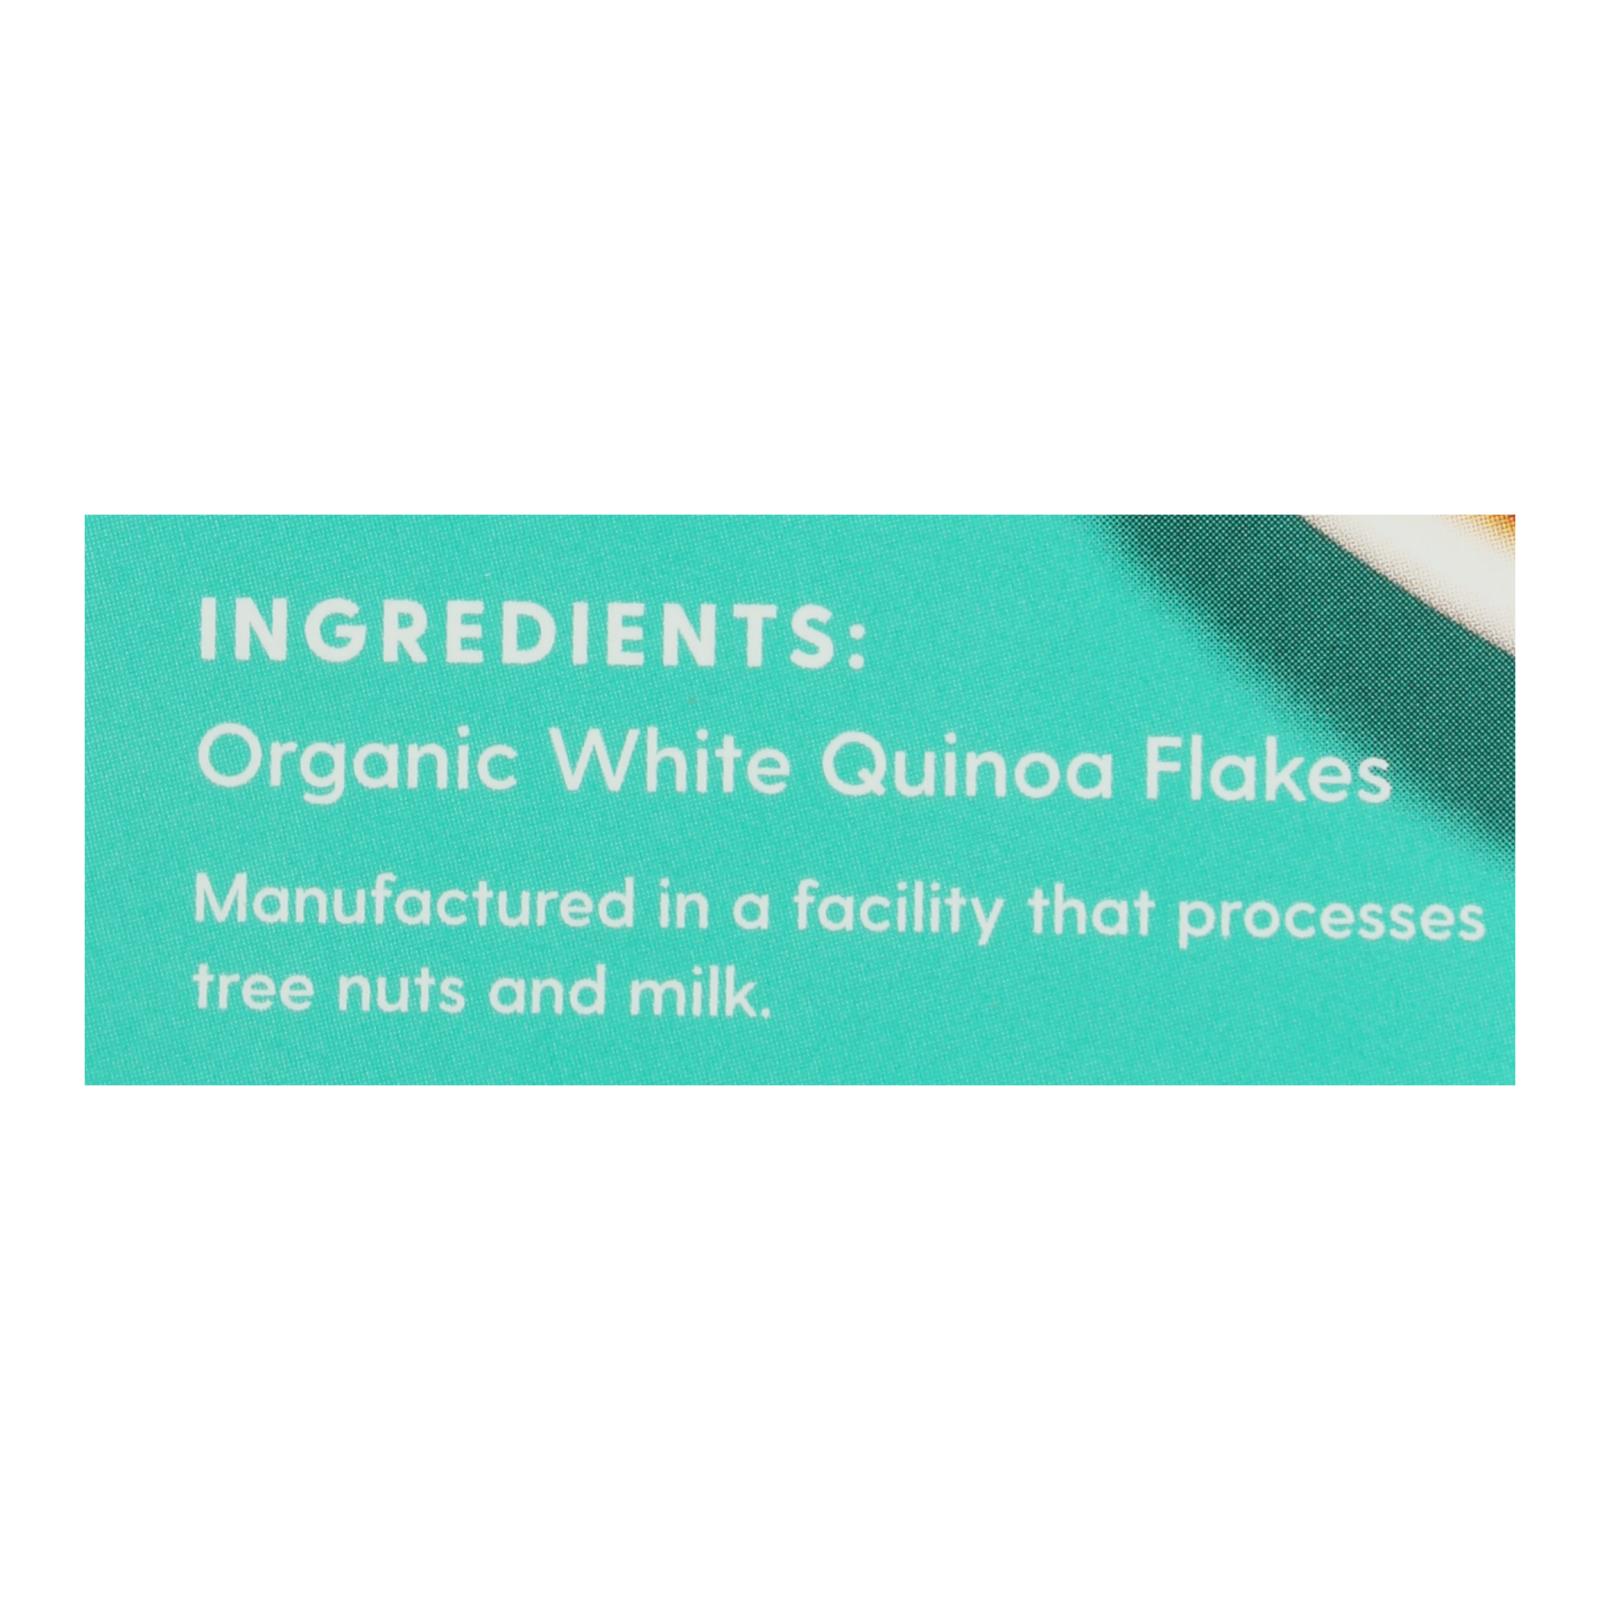 INGREDIENTS:
Organic White Quinoa Flakes
Manufactured in a facility that processes
tree nuts and milk.